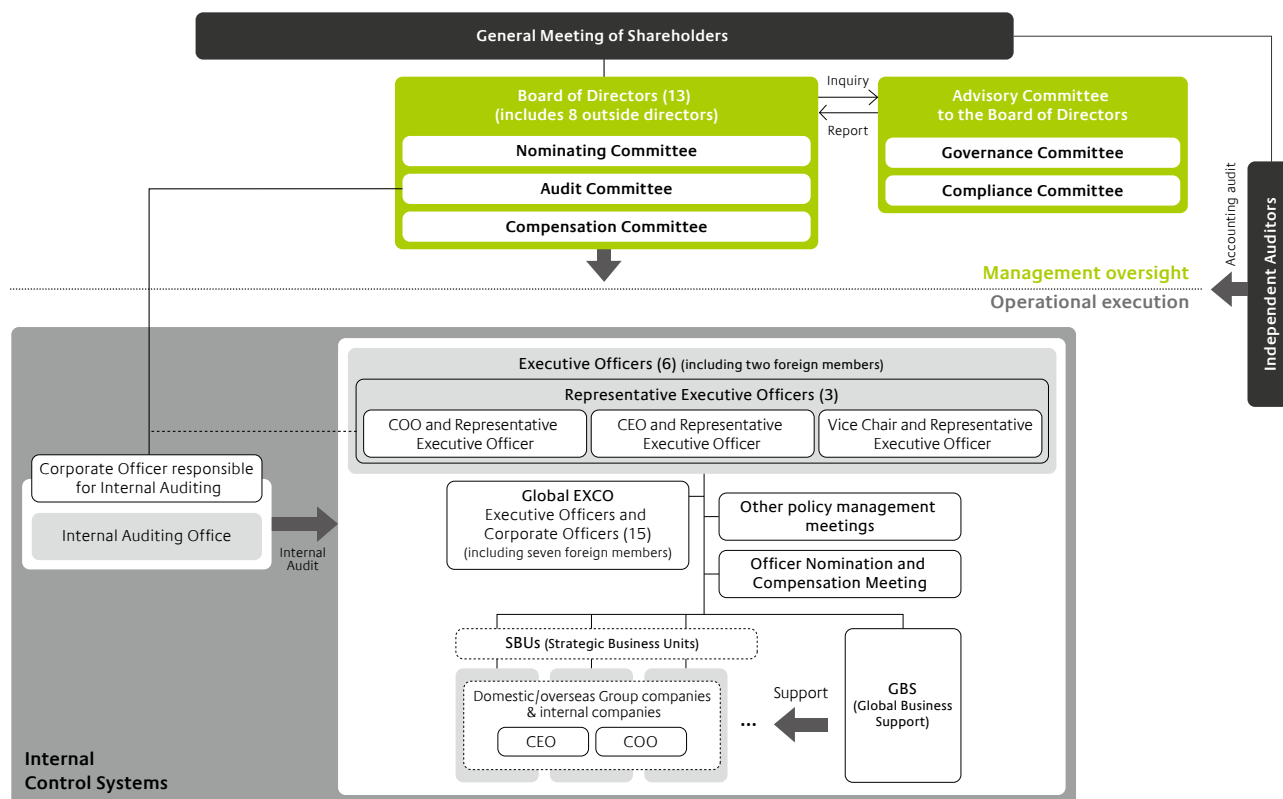 General Meeting of Shareholders
Board of Directors (13)
(includes 8 outside directors)
Nominating Committee
Audit Committee
Compensation Committee
Inquiry
Report
Advisory Committee
to the Board of Directors
Governance Committee
Compliance Committee
Accounting audit
Independent Auditors
Management oversight
Operational execution
Executive Officers (6) (including two foreign members)
Representative Executive Officers (3)
COO and Representative
Executive Officer
CEO and Representative
Executive Officer
Vice Chair and Representative
Executive Officer
Corporate Officer responsible
for Internal Auditing
Internal Auditing Office
Internal
Audit
Global EXCO
Executive Officers and
Corporate Officers (15)
(including seven foreign members)
Other policy management
meetings
Officer Nomination and
Compensation Meeting
SBUs (Strategic Business Units)
Domestic/overseas Group companies
& internal companies
CEO
COO
...
Support
GBS
(Global Business
Support)
Internal
Control Systems